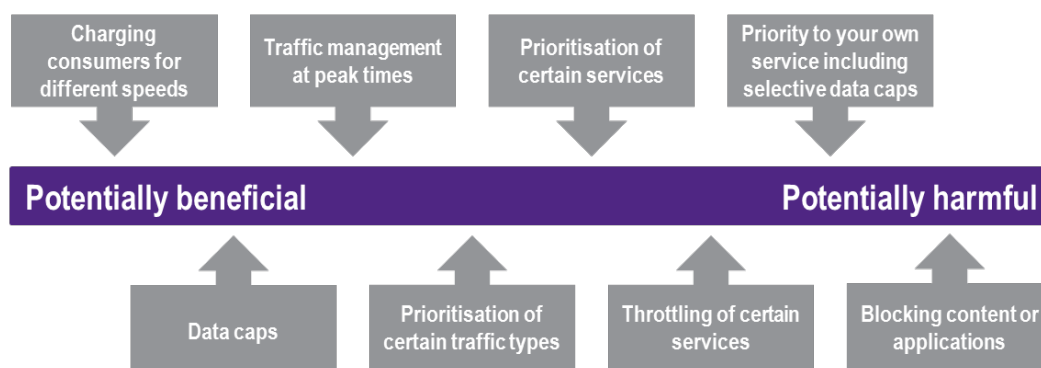 Charging
consumers for
different speeds
Traffic management
at peak times
Prioritisation of
certain services
Priority to your own
service including
selective data caps
Potentially beneficial
Potentially harmful
Data caps
Prioritisation of
certain traffic types
Throttling of certain
services
Blocking content or
applications